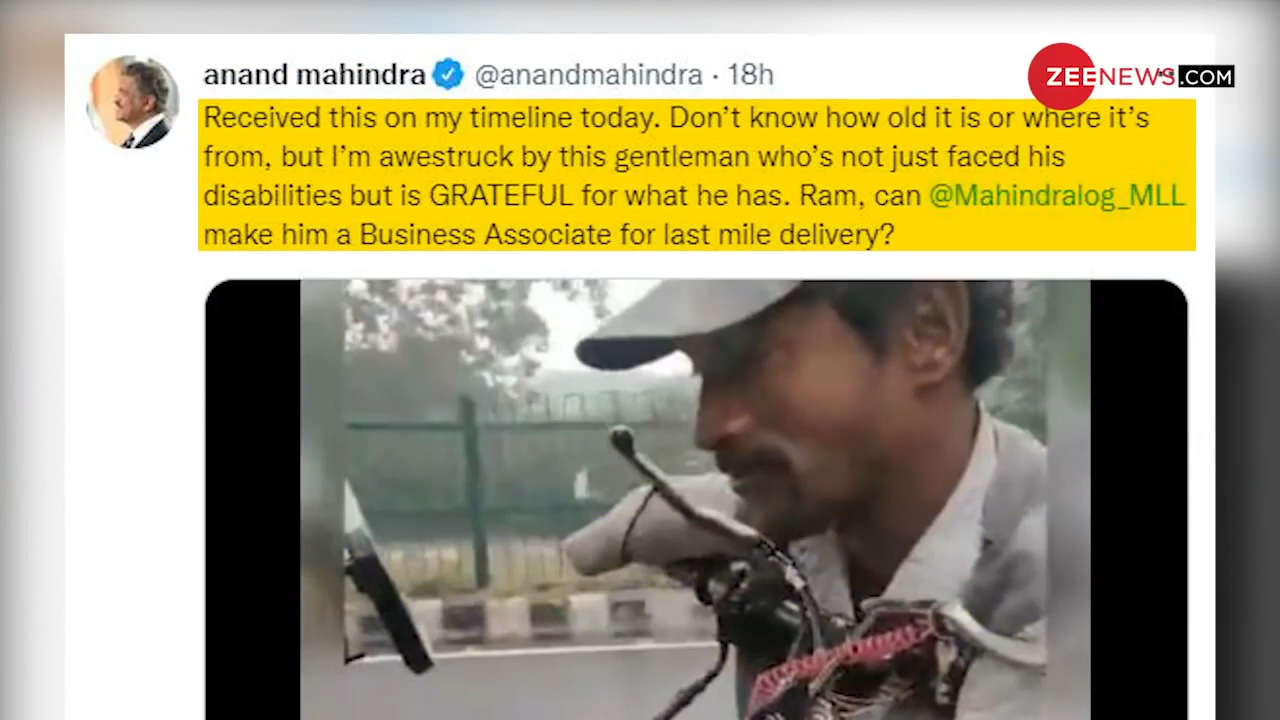 anand mahindra @anandmahindra · 18h
ZEENEWS.COM
Received this on my timeline today. Don’t know how old it is or where it’s
from, but I’m awestruck by this gentleman who’s not just faced his
disabilities but is GRATEFUL for what he has. Ram, can @Mahindralog_MLL
make him a Business Associate for last mile delivery?